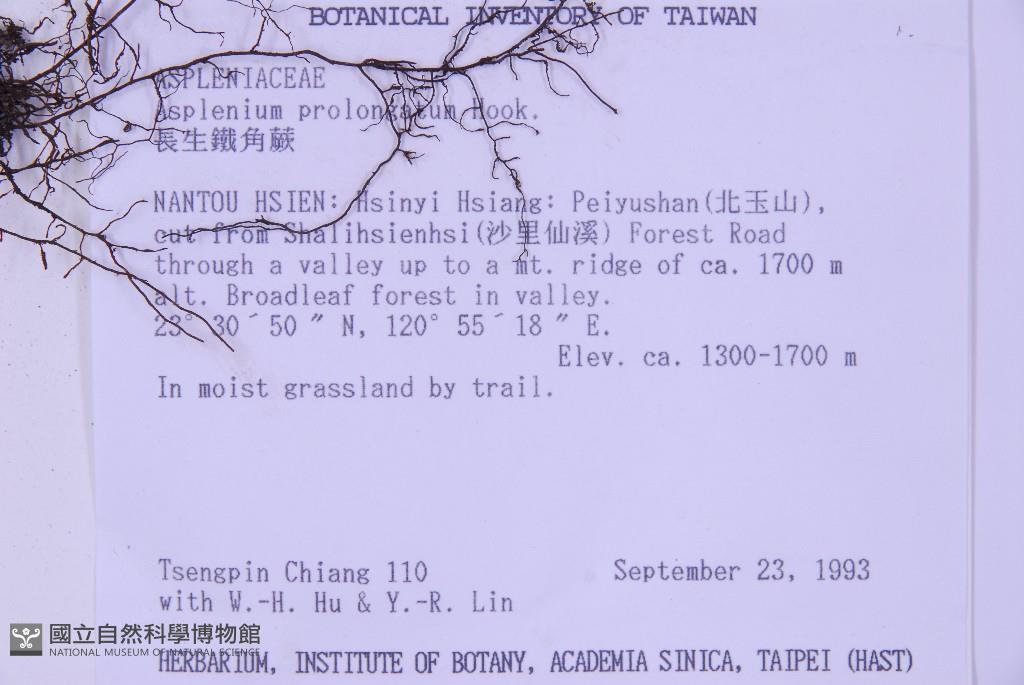 BOTANICAL INVENTORY OF TAIWAN
ASPLENIACEAE
Asplenium prolongatum Hook.
長生鐵角蕨
NANTOU HSIEN: Hsinyi Hsiang: Peiyushan(北玉山),
cut from Shalihsienhsi(沙里仙溪) Forest Road
through a valley up to a mt. ridge of ca. 1700 m
alt. Broadleaf forest in valley.
23° 30´50 ″ N, 120° 55´18 ″ E.
Elev. ca. 1300-1700 m
In moist grassland by trail.
Tsengpin Chiang 110 September 23, 1993
with W.-H. Hu & Y.-R. Lin
國立自然科學博物館
NATIONAL MUSEUM OF NATURAL SCIENCE
HERBARIUM, INSTITUTE OF BOTANY, ACADEMIA SINICA, TAIPEI (HAST)